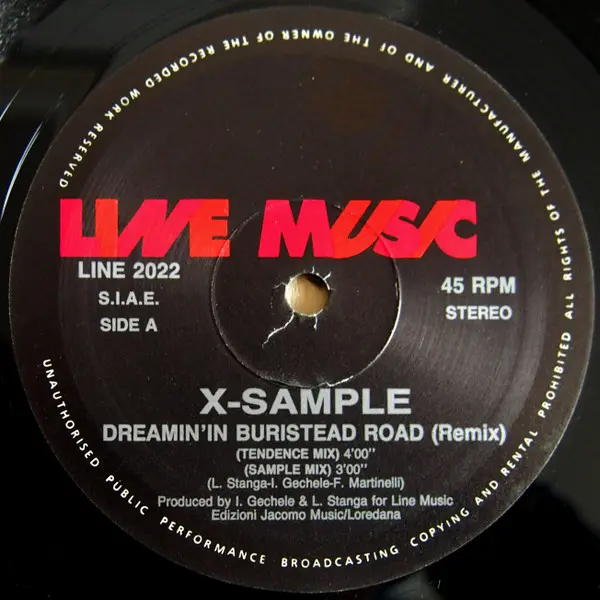 ALL RIGHTS OF THE MANUFACTURER AND OF THE OWNER OF THE RECORDED WORK RESERVED
LINE MUSIC
LINE 2022
S.I.A.E.
SIDE A
45 RPM
STEREO
X-SAMPLE
DREAMIN'IN BURISTEAD ROAD (Remix)
(TENDENCE MIX) 4'00"
(SAMPLE MIX) 3'00"
(L. Stanga-I. Gechele-F. Martinelli)
Produced by I. Gechele & L. Stanga for Line Music
Edizioni Jacomo Music/Loredana
UNAUTHORISED PUBLIC PERFORMANCE BROADCASTING COPYING AND RENTAL PROHIBITED